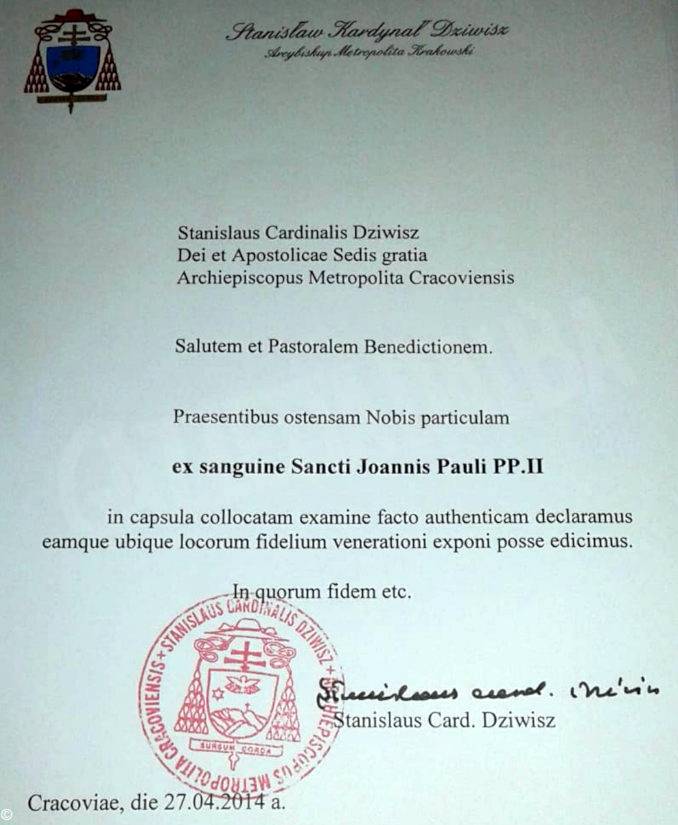 Stanisław Kardynał Dziwisz
Arcybiskup Metropolita Krakowski
Stanislaus Cardinalis Dziwisz
Dei et Apostolicae Sedis gratia
Archiepiscopus Metropolita Cracoviensis
Salutem et Pastoralem Benedictionem.
Praesentibus ostensam Nobis particulam
ex sanguine Sancti Joannis Pauli PP.II
in capsula collocatam examine facto authenticam declaramus
eamque ubique locorum fidelium venerationi exponi posse edicimus.
In quorum fidem etc.
+ STANISLAUS CARDINALIS DZIWISZ + ARCHIEPISCOPUS METROPOLITA CRACOVIENSIS
SURSUM CORDA
Stanislaus Card. Dziwisz
Cracoviae, die 27.04.2014 a.
©